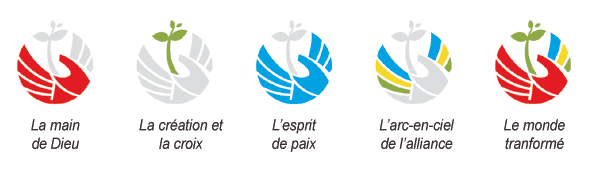 La main
de Dieu
La création et
la croix
L'esprit
de paix
L'arc-en-ciel
de l'alliance
Le monde
tranformé